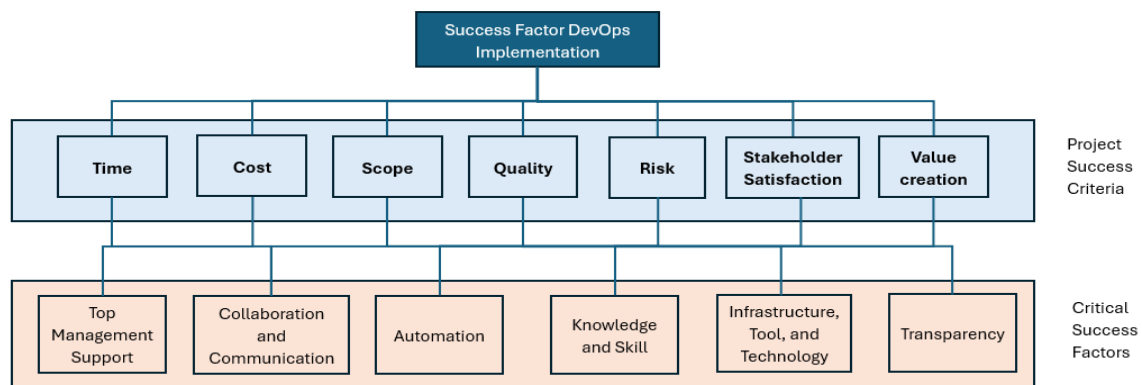 Success Factor DevOps
Implementation
Time
Cost
Scope
Quality
Risk
Stakeholder
Satisfaction
Value
creation
Project
Success
Criteria
Top
Management
Support
Collaboration
and
Communication
Automation
Knowledge
and Skill
Infrastructure,
Tool, and
Technology
Transparency
Critical
Success
Factors